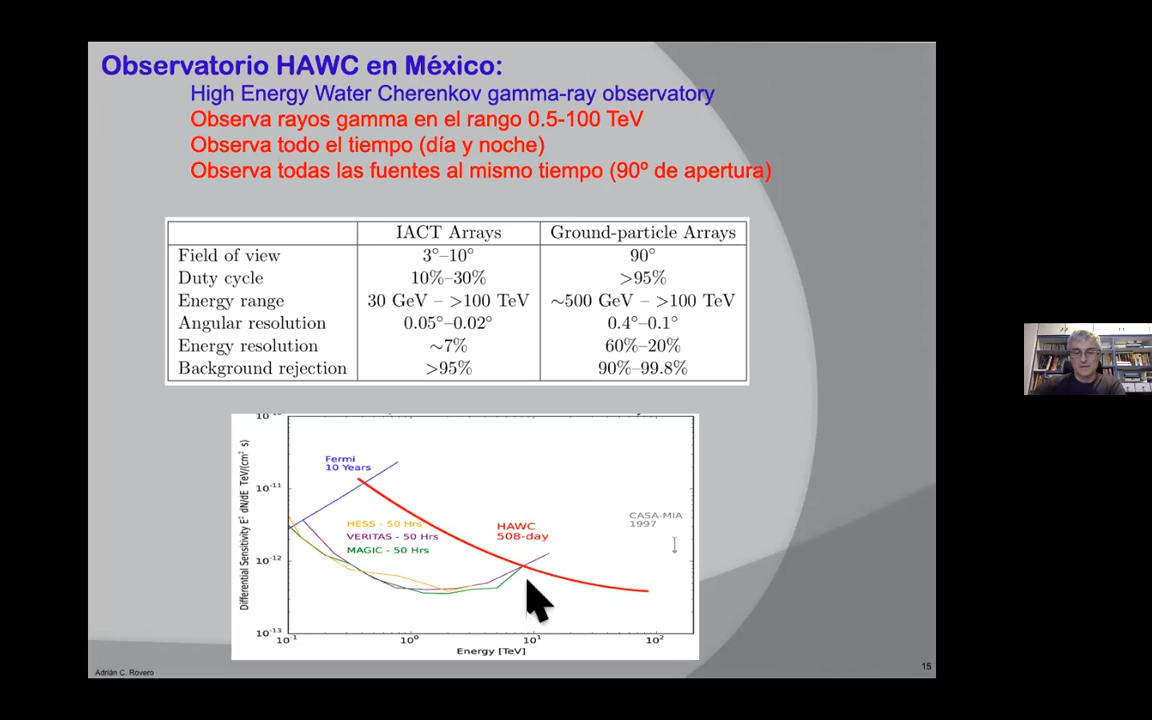 Observatorio HAWC en México:
High Energy Water Cherenkov gamma-ray observatory
Observa rayos gamma en el rango 0.5-100 TeV
Observa todo el tiempo (día y noche)
Observa todas las fuentes al mismo tiempo (90º de apertura)
IACT Arrays Ground-particle Arrays
Field of view 3°–10° 90°
Duty cycle 10%–30% >95%
Energy range 30 GeV – >100 TeV ~500 GeV – >100 TeV
Angular resolution 0.05°–0.02° 0.4°–0.1°
Energy resolution ~7% 60%–20%
Background rejection >95% 90%–99.8%
Differential Sensitivity E² dN/dE TeV/(cm² s)
Fermi
10 Years
10⁻¹¹
HESS - 50 Hrs
VERITAS - 50 Hrs
MAGIC - 50 Hrs
HAWC
508-day
CASA-MIA
1997
10⁻¹²
10⁻¹³
10⁻¹ 10⁰ 10¹ 10²
Energy [TeV]
Adrián C. Rovero
15